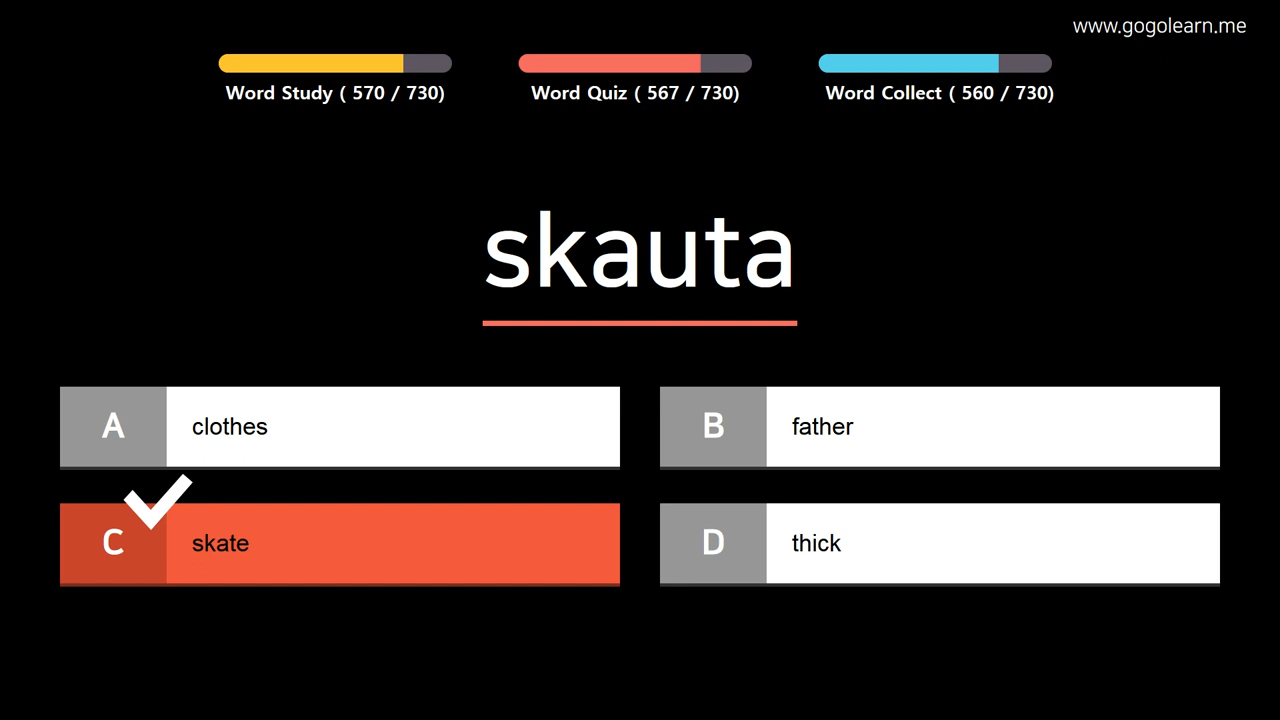 www.gogolearn.me
Word Study ( 570 / 730)
Word Quiz ( 567 / 730)
Word Collect ( 560 / 730)
skauta
A
clothes
B
father
C
skate
D
thick